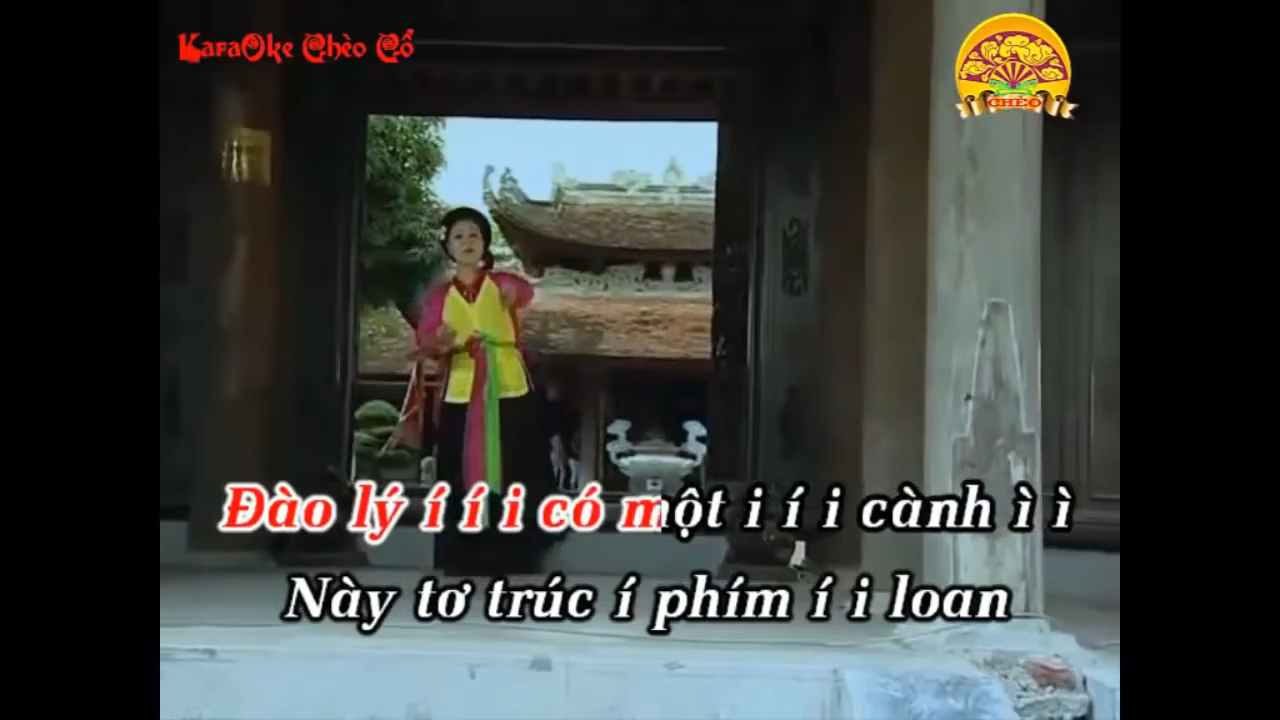 KaraOke Chèo Cổ
CHÈO
Đào lý í í i có một i í i cành ì ì
Này tơ trúc í phím í i loan